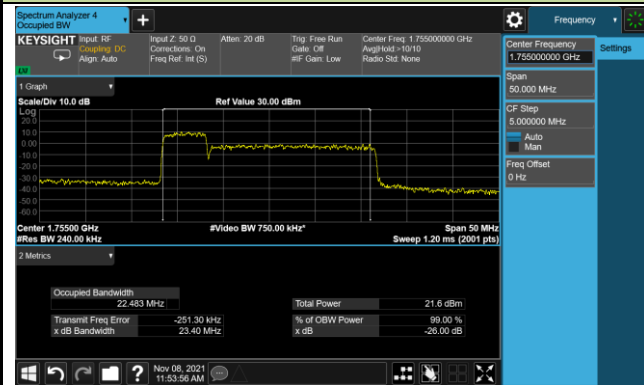 Spectrum Analyzer 4
Occupied BW
Frequency
KEYSIGHT
Input: RF
Coupling: DC
Align: Auto
Input Z: 50 Ω
Corrections: On
Freq Ref: Int (S)
Atten: 20 dB
Trig: Free Run
Gate: Off
#IF Gain: Low
Center Freq: 1.755000000 GHz
Avg|Hold:>10/10
Radio Std: None
Center Frequency
1.755000000 GHz
Settings
Span
50.000 MHz
CF Step
5.000000 MHz
Auto
Man
Freq Offset
0 Hz
1 Graph
Scale/Div 10.0 dB
Ref Value 30.00 dBm
Log
20.0
10.0
0.00
-10.0
-20.0
-30.0
-40.0
-50.0
-60.0
Center 1.75500 GHz
#Video BW 750.00 kHz*
Span 50 MHz
#Res BW 240.00 kHz
Sweep 1.20 ms (2001 pts)
2 Metrics
Occupied Bandwidth
22.483 MHz
Total Power
21.6 dBm
Transmit Freq Error
-251.30 kHz
% of OBW Power
99.00 %
x dB Bandwidth
23.40 MHz
x dB
-26.00 dB
?
Nov 08, 2021
11:53:56 AM